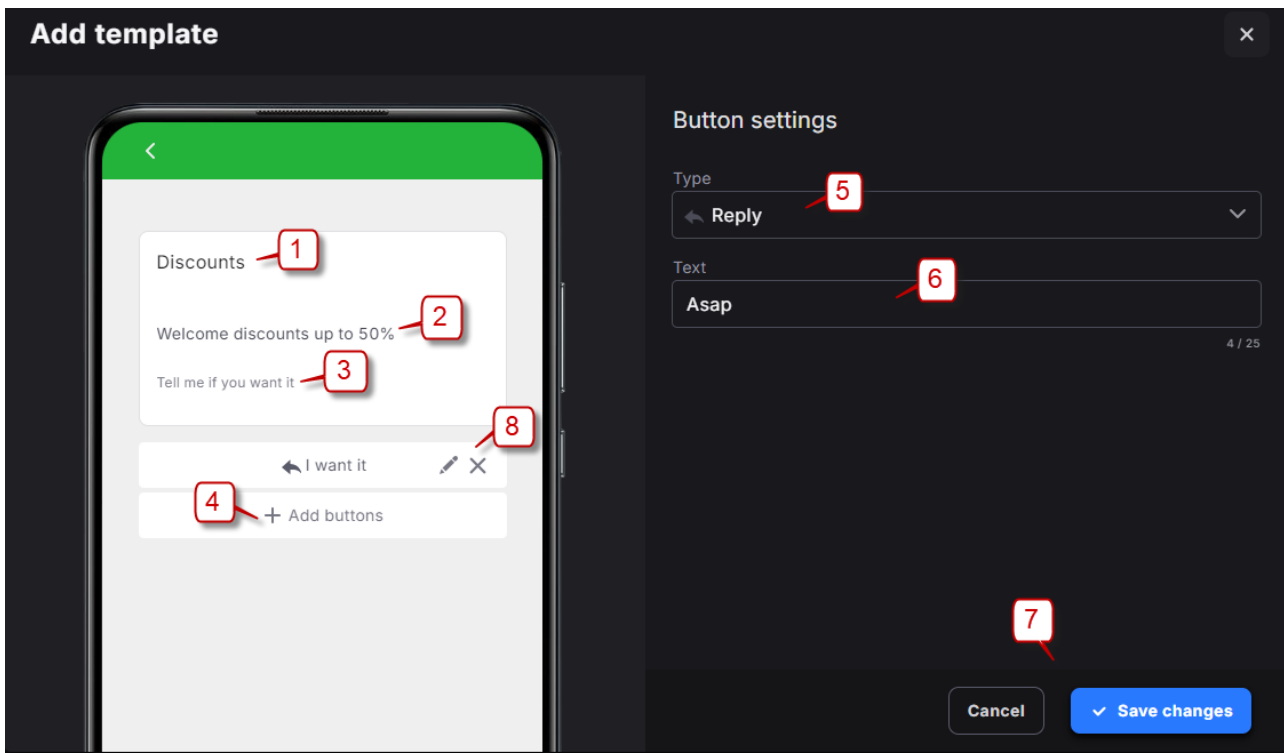 Add template
Button settings
Type
5
Reply
Discounts
1
Text
6
Asap
4 / 25
Welcome discounts up to 50%
2
Tell me if you want it
3
8
I want it
4
+ Add buttons
7
Cancel
Save changes